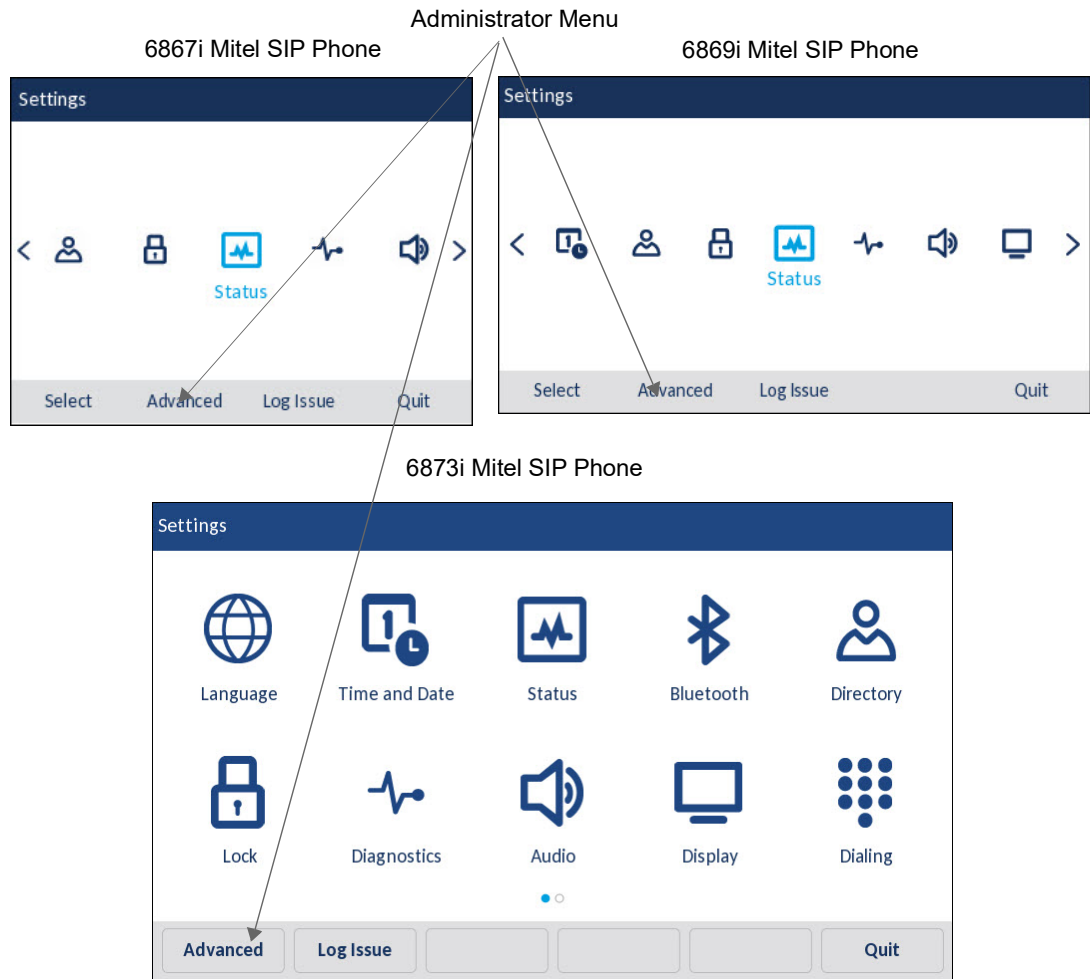 Administrator Menu
6867i Mitel SIP Phone
6869i Mitel SIP Phone
Settings
Status
Select Advanced Log Issue Quit
Settings
1
Status
Select Advanced Log Issue Quit
6873i Mitel SIP Phone
Settings
1
Language Time and Date Status Bluetooth Directory
Lock Diagnostics Audio Display Dialing
Advanced Log Issue Quit